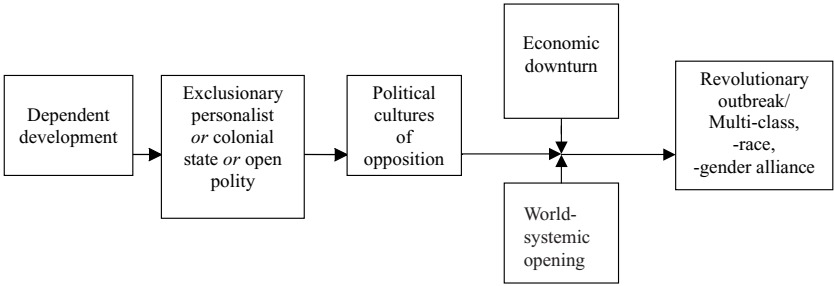 Dependent
development
Exclusionary
personalist
or colonial
state or open
polity
Political
cultures
of
opposition
Economic
downturn
World-
systemic
opening
Revolutionary
outbreak/
Multi-class,
-race,
-gender alliance